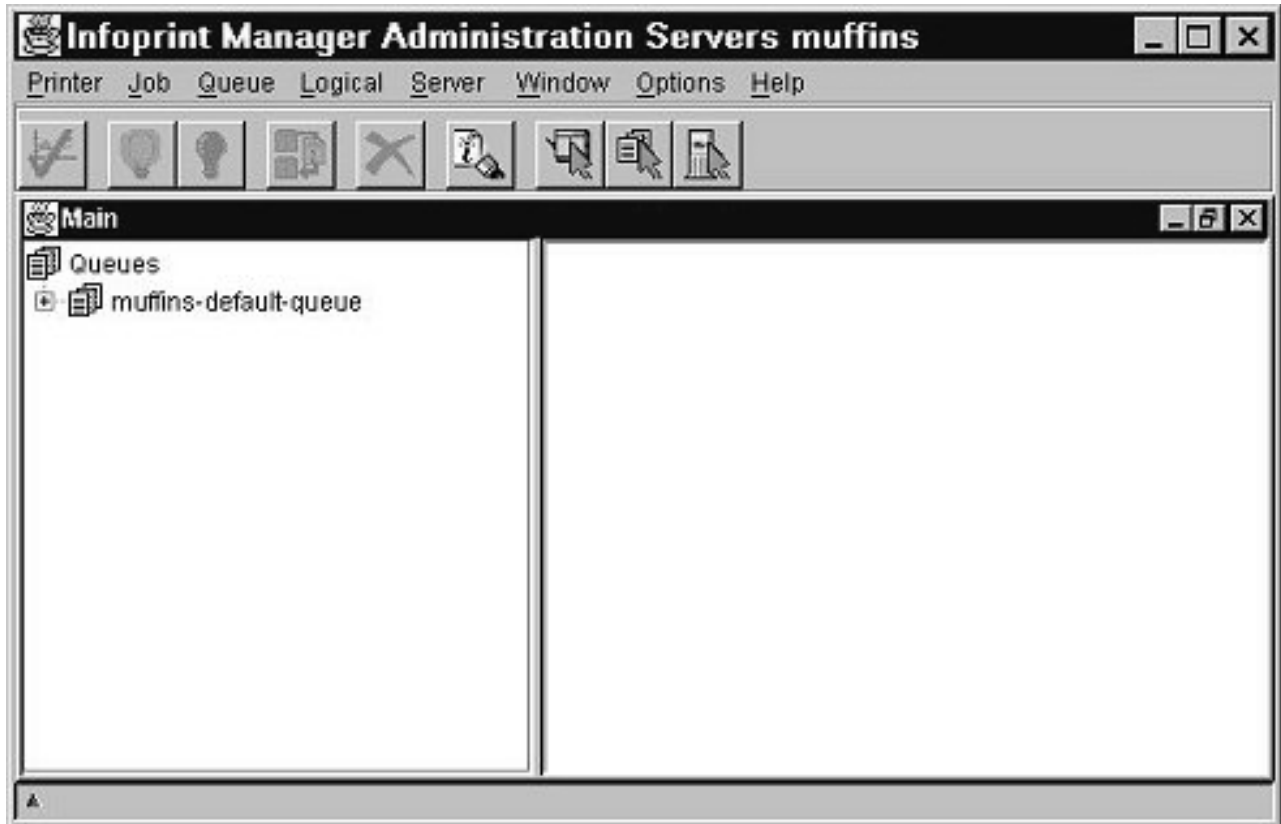 Infoprint Manager Administration Servers muffins
Printer Job Queue Logical Server Window Options Help
Main
Queues
muffins-default-queue